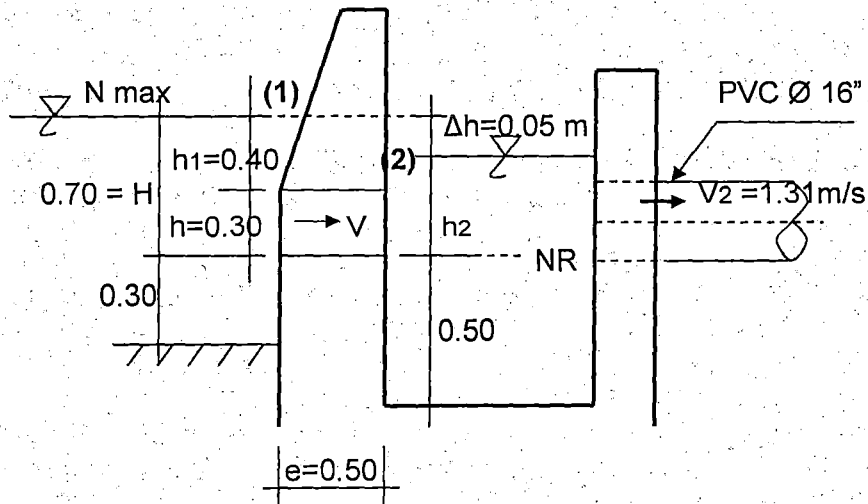 N max
(1)
PVC Ø 16"
Δh=0.05 m
h1=0.40
(2)
0.70 = H
V2 =1.31m/s
h=0.30
V
h2
NR
0.30
0.50
e=0.50